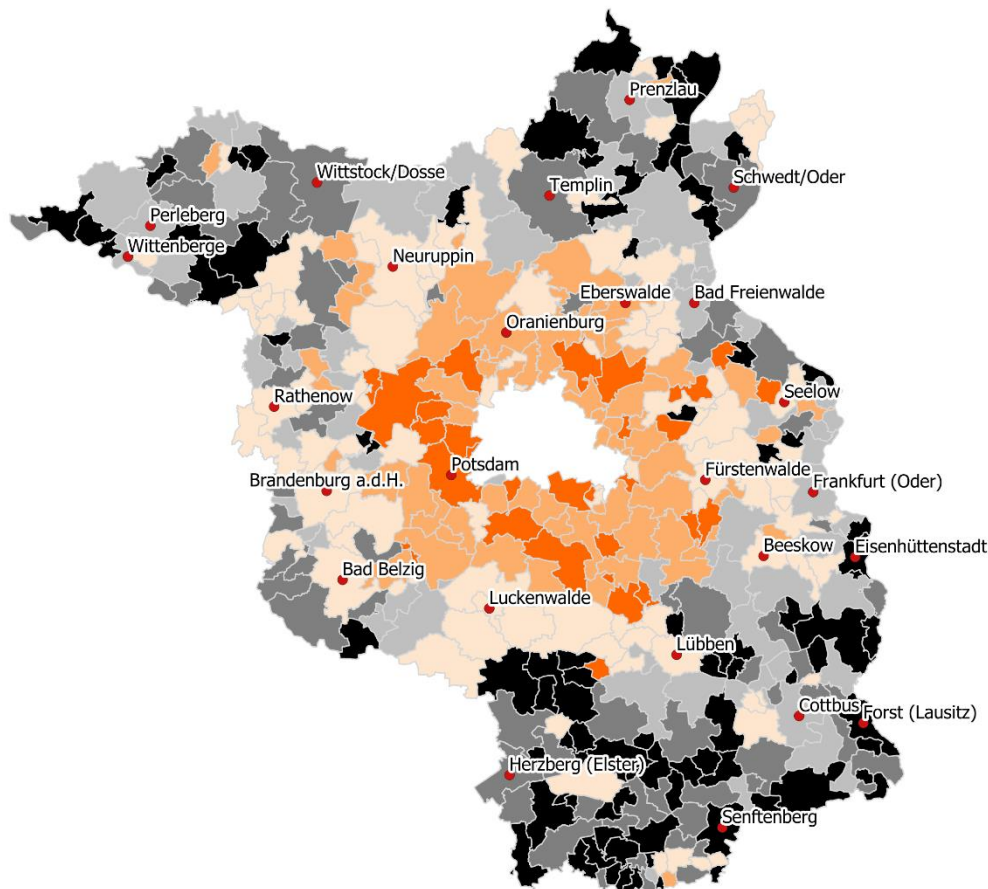 Prenzlau
Wittstock/Dosse
Templin
Schwedt/Oder
Perleberg
Wittenberge
Neuruppin
Eberswalde
Bad Freienwalde
Oranienburg
Rathenow
Seelow
Potsdam
Brandenburg a.d.H.
Fürstenwalde
Frankfurt (Oder)
Beeskow
Eisenhüttenstadt
Bad Belzig
Luckenwalde
Lübben
Cottbus
Forst (Lausitz)
Herzberg (Elster)
Senftenberg